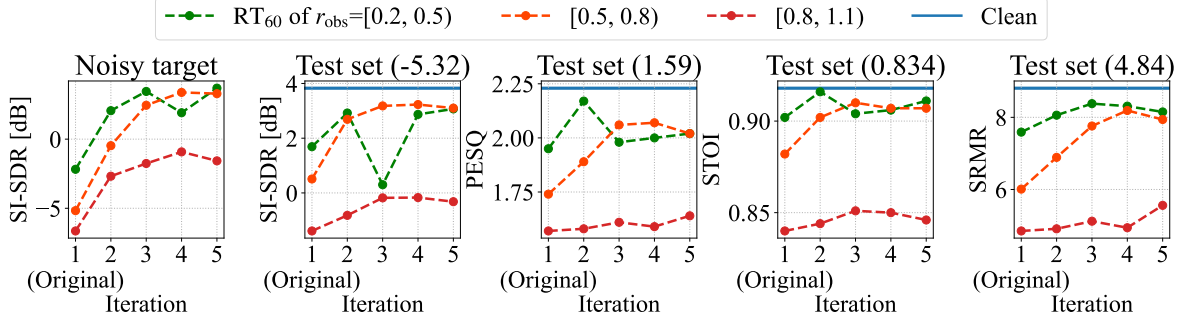 RT60 of robs=[0.2, 0.5) [0.5, 0.8) [0.8, 1.1) Clean
Noisy target
SI-SDR [dB]
0
−5
1 2 3 4 5
(Original)
Iteration
Test set (-5.32)
SI-SDR [dB]
4
2
0
1 2 3 4 5
(Original)
Iteration
Test set (1.59)
PESQ
2.25
2.00
1.75
1 2 3 4 5
(Original)
Iteration
Test set (0.834)
STOI
0.90
0.85
1 2 3 4 5
(Original)
Iteration
Test set (4.84)
SRMR
8
6
1 2 3 4 5
(Original)
Iteration